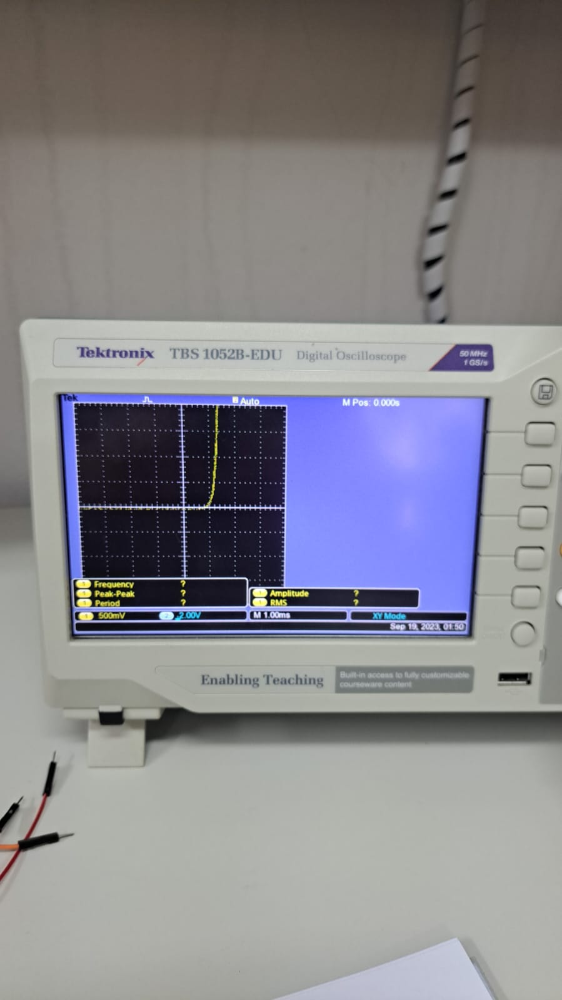 Tektronix TBS 1052B-EDU Digital Oscilloscope
50 MHz
1 GS/s
Tek Auto M Pos: 0.000s
1 Frequency ?
1 Peak-Peak ?
1 Period ?
1 Amplitude ?
1 RMS ?
1 500mV 2 2.00V M 1.00ms XY Mode
Sep 19, 2023, 01:50
Enabling Teaching
Built-in access to fully customizable
courseware content